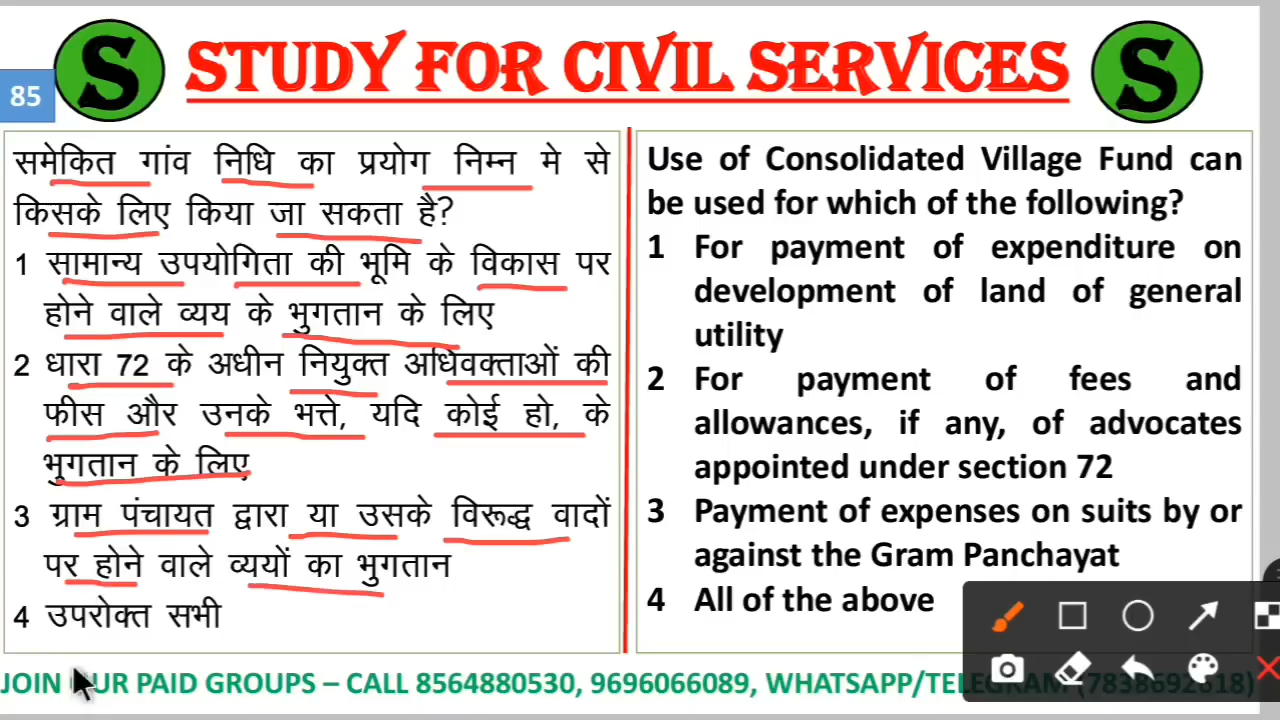 S STUDY FOR CIVIL SERVICES S
85
समेकित गांव निधि का प्रयोग निम्न मे से
किसके लिए किया जा सकता है?
1 सामान्य उपयोगिता की भूमि के विकास पर
होने वाले व्यय के भुगतान के लिए
2 धारा 72 के अधीन नियुक्त अधिवक्ताओं की
फीस और उनके भत्ते, यदि कोई हो, के
भुगतान के लिए
3 ग्राम पंचायत द्वारा या उसके विरूद्ध वादों
पर होने वाले व्ययों का भुगतान
4 उपरोक्त सभी
Use of Consolidated Village Fund can
be used for which of the following?
1 For payment of expenditure on
development of land of general
utility
2 For payment of fees and
allowances, if any, of advocates
appointed under section 72
3 Payment of expenses on suits by or
against the Gram Panchayat
4 All of the above
JOIN OUR PAID GROUPS – CALL 8564880530, 9696066089, WHATSAPP/TELEGRAM (7838692618)